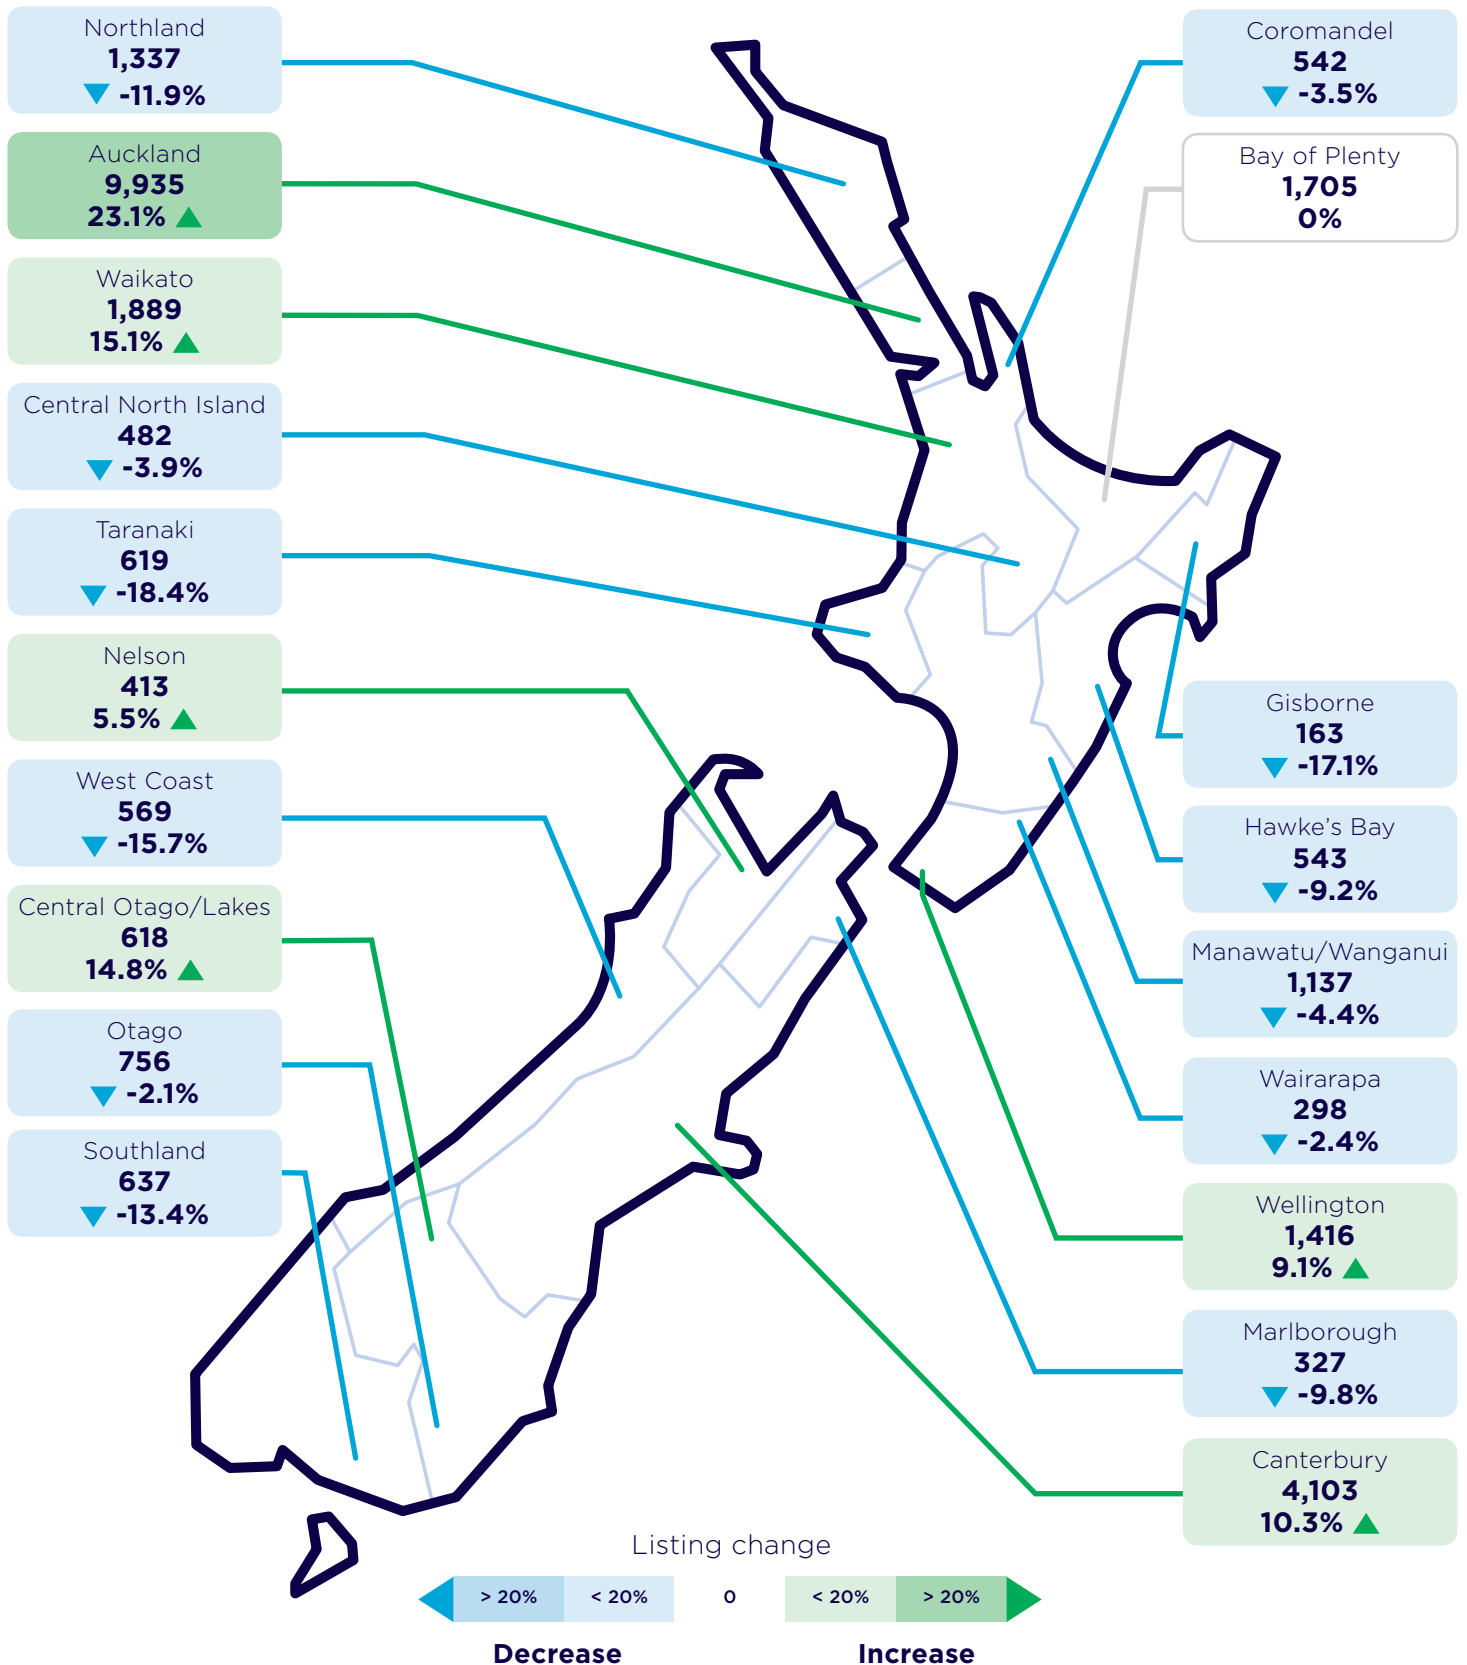 Northland
1,337
-11.9%
Auckland
9,935
23.1%
Waikato
1,889
15.1%
Central North Island
482
-3.9%
Taranaki
619
-18.4%
Nelson
413
5.5%
West Coast
569
-15.7%
Central Otago/Lakes
618
14.8%
Otago
756
-2.1%
Southland
637
-13.4%
Coromandel
542
-3.5%
Bay of Plenty
1,705
0%
Gisborne
163
-17.1%
Hawke's Bay
543
-9.2%
Manawatu/Wanganui
1,137
-4.4%
Wairarapa
298
-2.4%
Wellington
1,416
9.1%
Marlborough
327
-9.8%
Canterbury
4,103
10.3%
Listing change
> 20% < 20% 0 < 20% > 20%
Decrease Increase